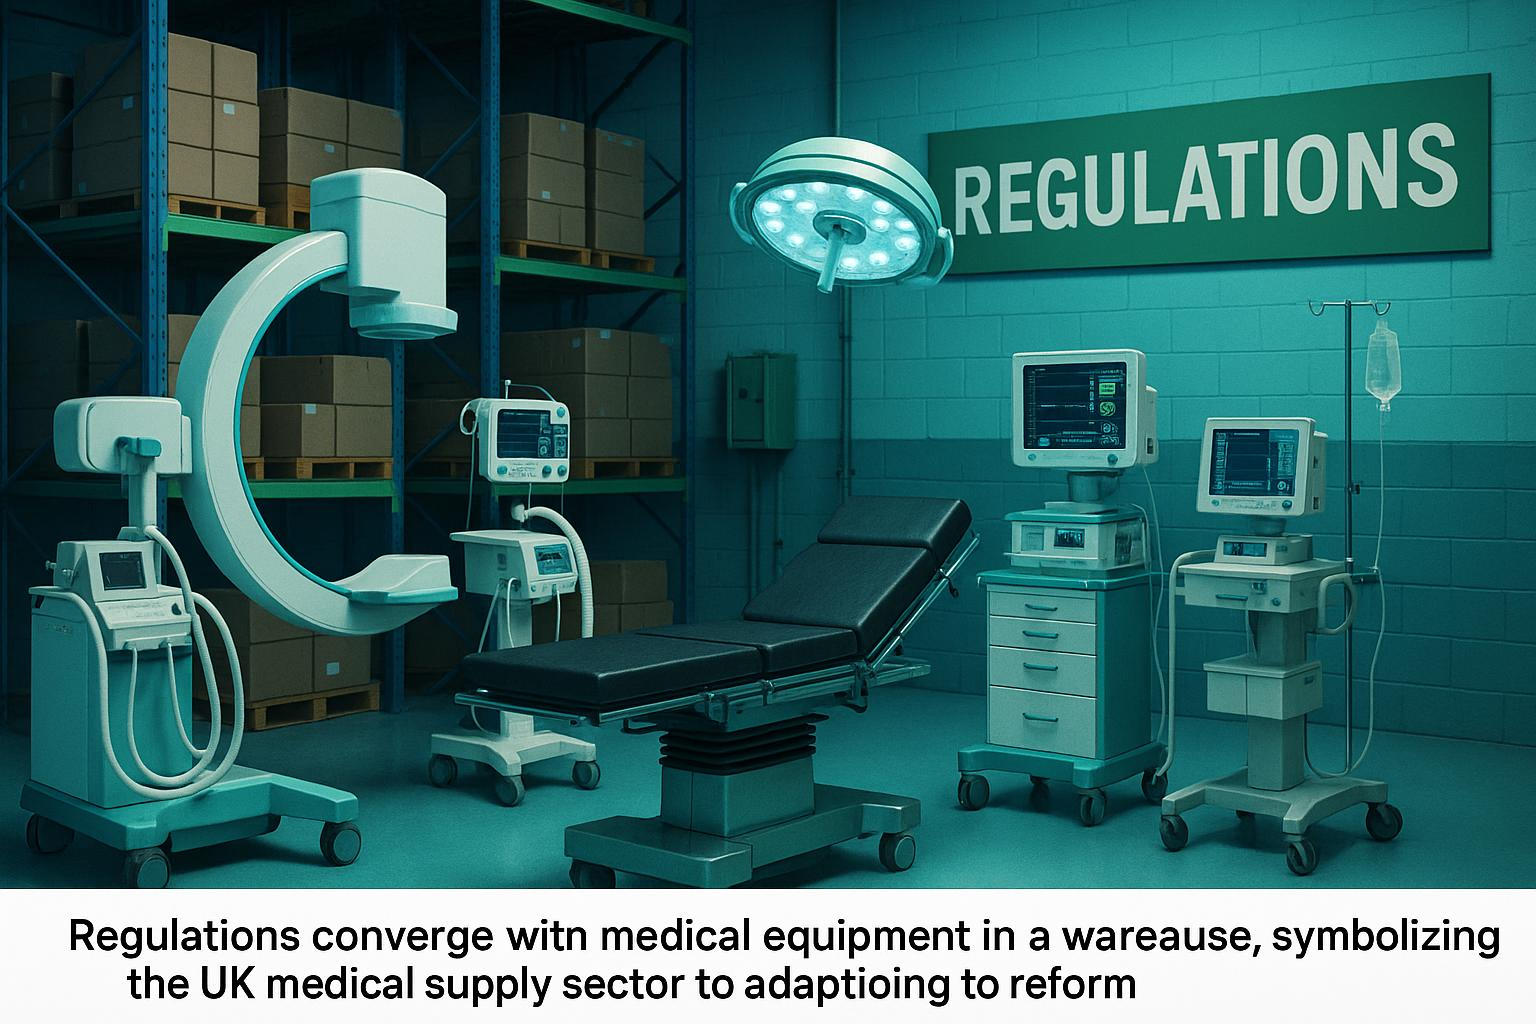 REGULATIONS
Regulations converge witn medical equipment in a wareause, symbolizing
the UK medical supply sector to adaptioing to reform